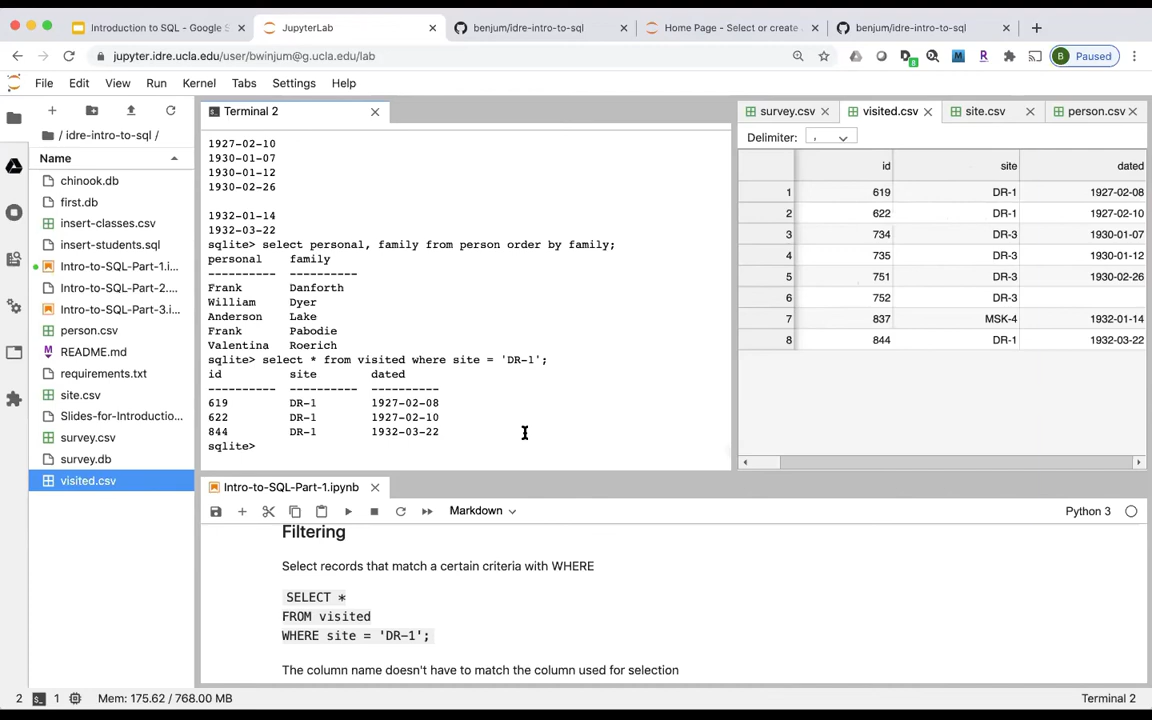 Introduction to SQL - Google S
JupyterLab
benjum/idre-intro-to-sql
Home Page - Select or create
benjum/idre-intro-to-sql
jupyter.idre.ucla.edu/user/bwinjum@g.ucla.edu/lab
8
M
R
B
Paused
File Edit View Run Kernel Tabs Settings Help
/ idre-intro-to-sql /
Name
chinook.db
first.db
insert-classes.csv
insert-students.sql
Intro-to-SQL-Part-1.i...
Intro-to-SQL-Part-2....
Intro-to-SQL-Part-3.i...
person.csv
README.md
requirements.txt
site.csv
Slides-for-Introductio...
survey.csv
survey.db
visited.csv
Terminal 2
1927-02-10
1930-01-07
1930-01-12
1930-02-26
1932-01-14
1932-03-22
sqlite> select personal, family from person order by family;
personal family
---------- ----------
Frank Danforth
William Dyer
Anderson Lake
Frank Pabodie
Valentina Roerich
sqlite> select * from visited where site = 'DR-1';
id site dated
---------- ---------- ----------
619 DR-1 1927-02-08
622 DR-1 1927-02-10
844 DR-1 1932-03-22
sqlite>
survey.csv
visited.csv
site.csv
person.csv
Delimiter: ,
id site dated
1 619 DR-1 1927-02-08
2 622 DR-1 1927-02-10
3 734 DR-3 1930-01-07
4 735 DR-3 1930-01-12
5 751 DR-3 1930-02-26
6 752 DR-3
7 837 MSK-4 1932-01-14
8 844 DR-1 1932-03-22
Intro-to-SQL-Part-1.ipynb
Markdown
Python 3
Filtering
Select records that match a certain criteria with WHERE
SELECT *
FROM visited
WHERE site = 'DR-1';
The column name doesn't have to match the column used for selection
2 1 Mem: 175.62 / 768.00 MB
Terminal 2